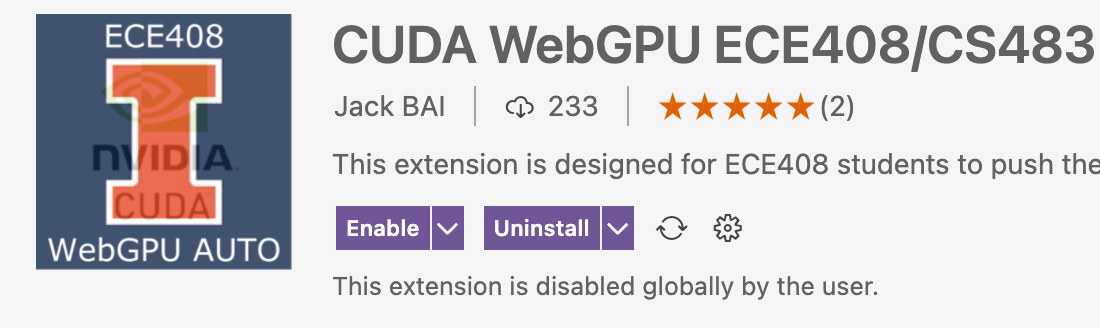 ECE408
NVIDIA.
CUDA
WebGPU AUTO
CUDA WebGPU ECE408/CS483
Jack BAI 233 (2)
This extension is designed for ECE408 students to push the
Enable Uninstall
This extension is disabled globally by the user.